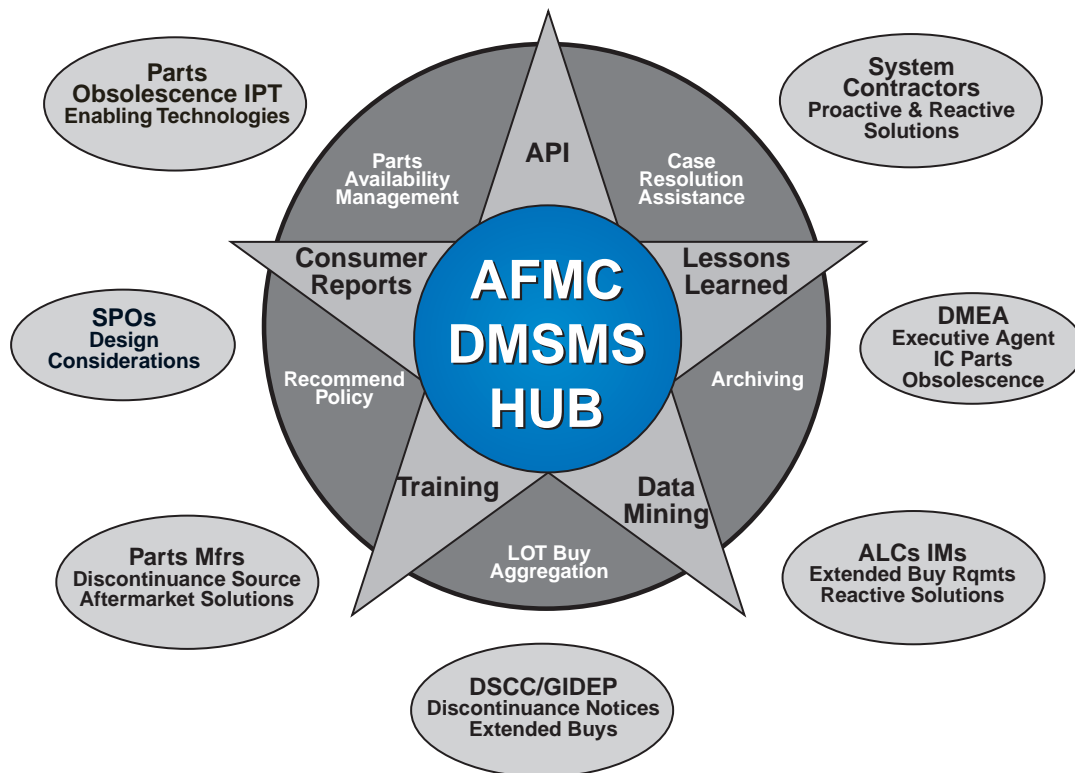 Parts
Obsolescence IPT
Enabling Technologies
System
Contractors
Proactive & Reactive
Solutions
API
Parts
Availability
Management
Case
Resolution
Assistance
Consumer
Reports
AFMC
DMSMS
HUB
Lessons
Learned
SPOs
Design
Considerations
DMEA
Executive Agent
IC Parts
Obsolescence
Recommend
Policy
Archiving
Training
Data
Mining
LOT Buy
Aggregation
Parts Mfrs
Discontinuance Source
Aftermarket Solutions
ALCs IMs
Extended Buy Rqmts
Reactive Solutions
DSCC/GIDEP
Discontinuance Notices
Extended Buys